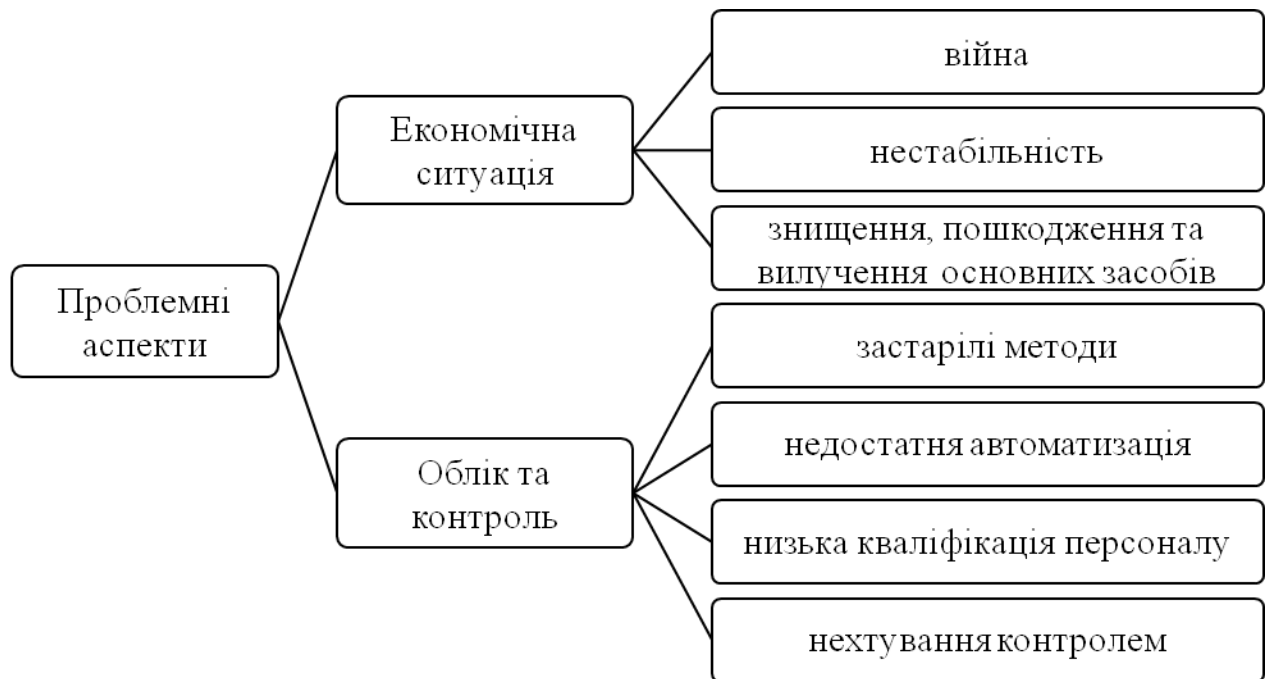 Проблемні
аспекти
Економічна
ситуація
війна
нестабільність
знищення, пошкодження та
вилучення основних засобів
Облік та
контроль
застарілі методи
недостатня автоматизація
низька кваліфікація персоналу
нехтування контролем